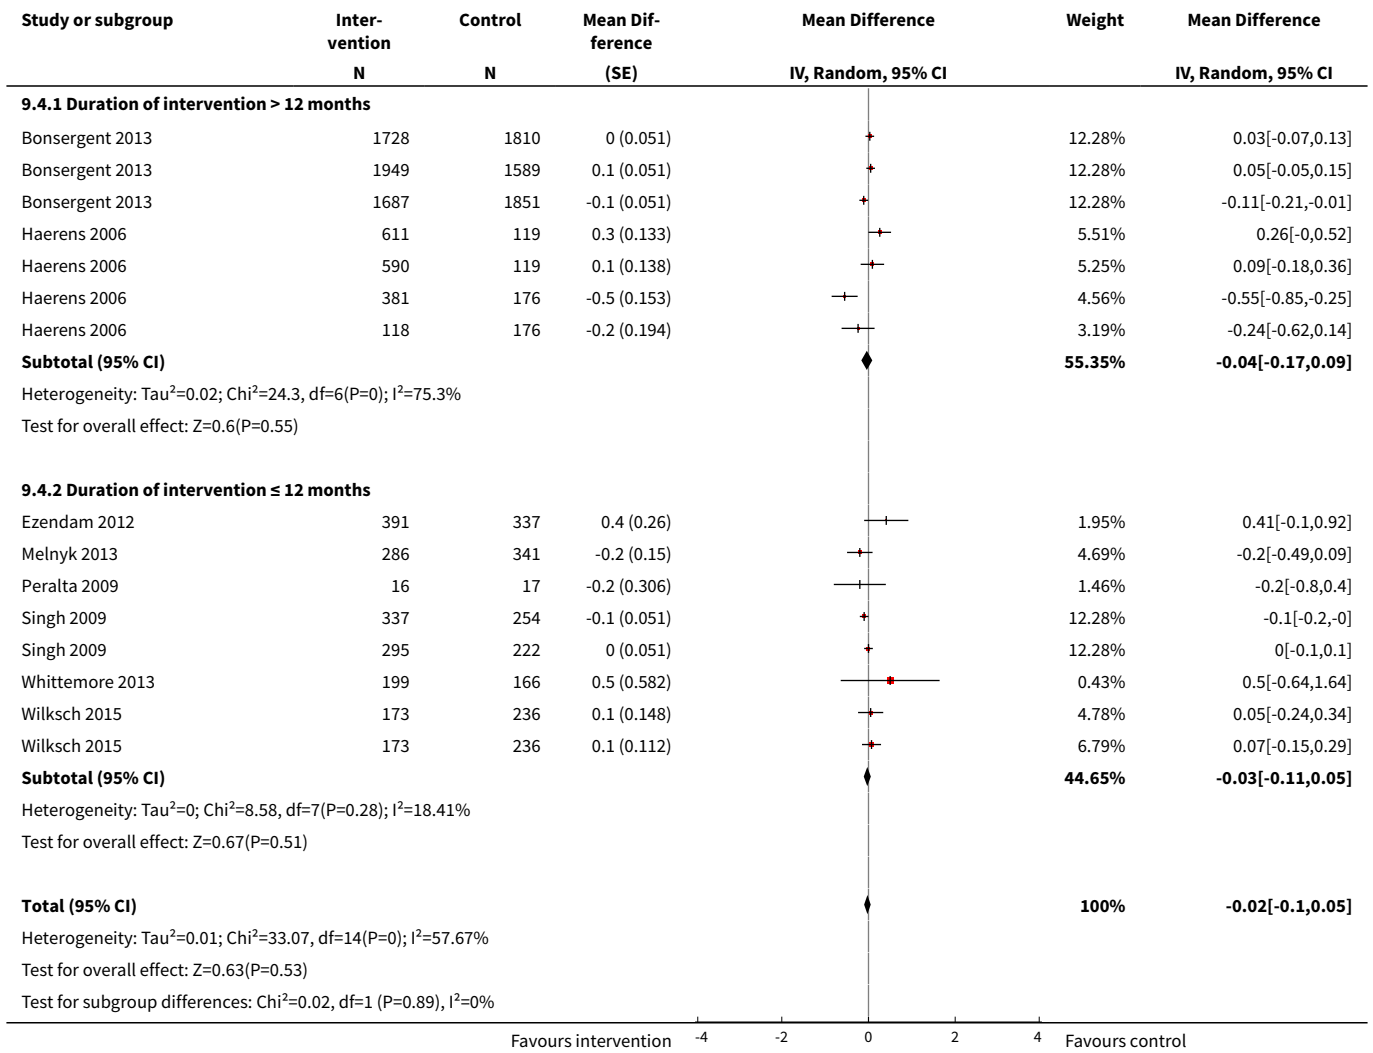 Study or subgroup Inter- Control Mean Dif- Mean Difference Weight Mean Difference
vention ference
N N (SE) IV, Random, 95% CI IV, Random, 95% CI
9.4.1 Duration of intervention > 12 months
Bonsergent 2013 1728 1810 0 (0.051) 12.28% 0.03[-0.07,0.13]
Bonsergent 2013 1949 1589 0.1 (0.051) 12.28% 0.05[-0.05,0.15]
Bonsergent 2013 1687 1851 -0.1 (0.051) 12.28% -0.11[-0.21,-0.01]
Haerens 2006 611 119 0.3 (0.133) 5.51% 0.26[-0,0.52]
Haerens 2006 590 119 0.1 (0.138) 5.25% 0.09[-0.18,0.36]
Haerens 2006 381 176 -0.5 (0.153) 4.56% -0.55[-0.85,-0.25]
Haerens 2006 118 176 -0.2 (0.194) 3.19% -0.24[-0.62,0.14]
Subtotal (95% CI) 55.35% -0.04[-0.17,0.09]
Heterogeneity: Tau²=0.02; Chi²=24.3, df=6(P=0); I²=75.3%
Test for overall effect: Z=0.6(P=0.55)
9.4.2 Duration of intervention ≤ 12 months
Ezendam 2012 391 337 0.4 (0.26) 1.95% 0.41[-0.1,0.92]
Melnyk 2013 286 341 -0.2 (0.15) 4.69% -0.2[-0.49,0.09]
Peralta 2009 16 17 -0.2 (0.306) 1.46% -0.2[-0.8,0.4]
Singh 2009 337 254 -0.1 (0.051) 12.28% -0.1[-0.2,-0]
Singh 2009 295 222 0 (0.051) 12.28% 0[-0.1,0.1]
Whittemore 2013 199 166 0.5 (0.582) 0.43% 0.5[-0.64,1.64]
Wilksch 2015 173 236 0.1 (0.148) 4.78% 0.05[-0.24,0.34]
Wilksch 2015 173 236 0.1 (0.112) 6.79% 0.07[-0.15,0.29]
Subtotal (95% CI) 44.65% -0.03[-0.11,0.05]
Heterogeneity: Tau²=0; Chi²=8.58, df=7(P=0.28); I²=18.41%
Test for overall effect: Z=0.67(P=0.51)
Total (95% CI) 100% -0.02[-0.1,0.05]
Heterogeneity: Tau²=0.01; Chi²=33.07, df=14(P=0); I²=57.67%
Test for overall effect: Z=0.63(P=0.53)
Test for subgroup differences: Chi²=0.02, df=1 (P=0.89), I²=0%
Favours intervention -4 -2 0 2 4 Favours control